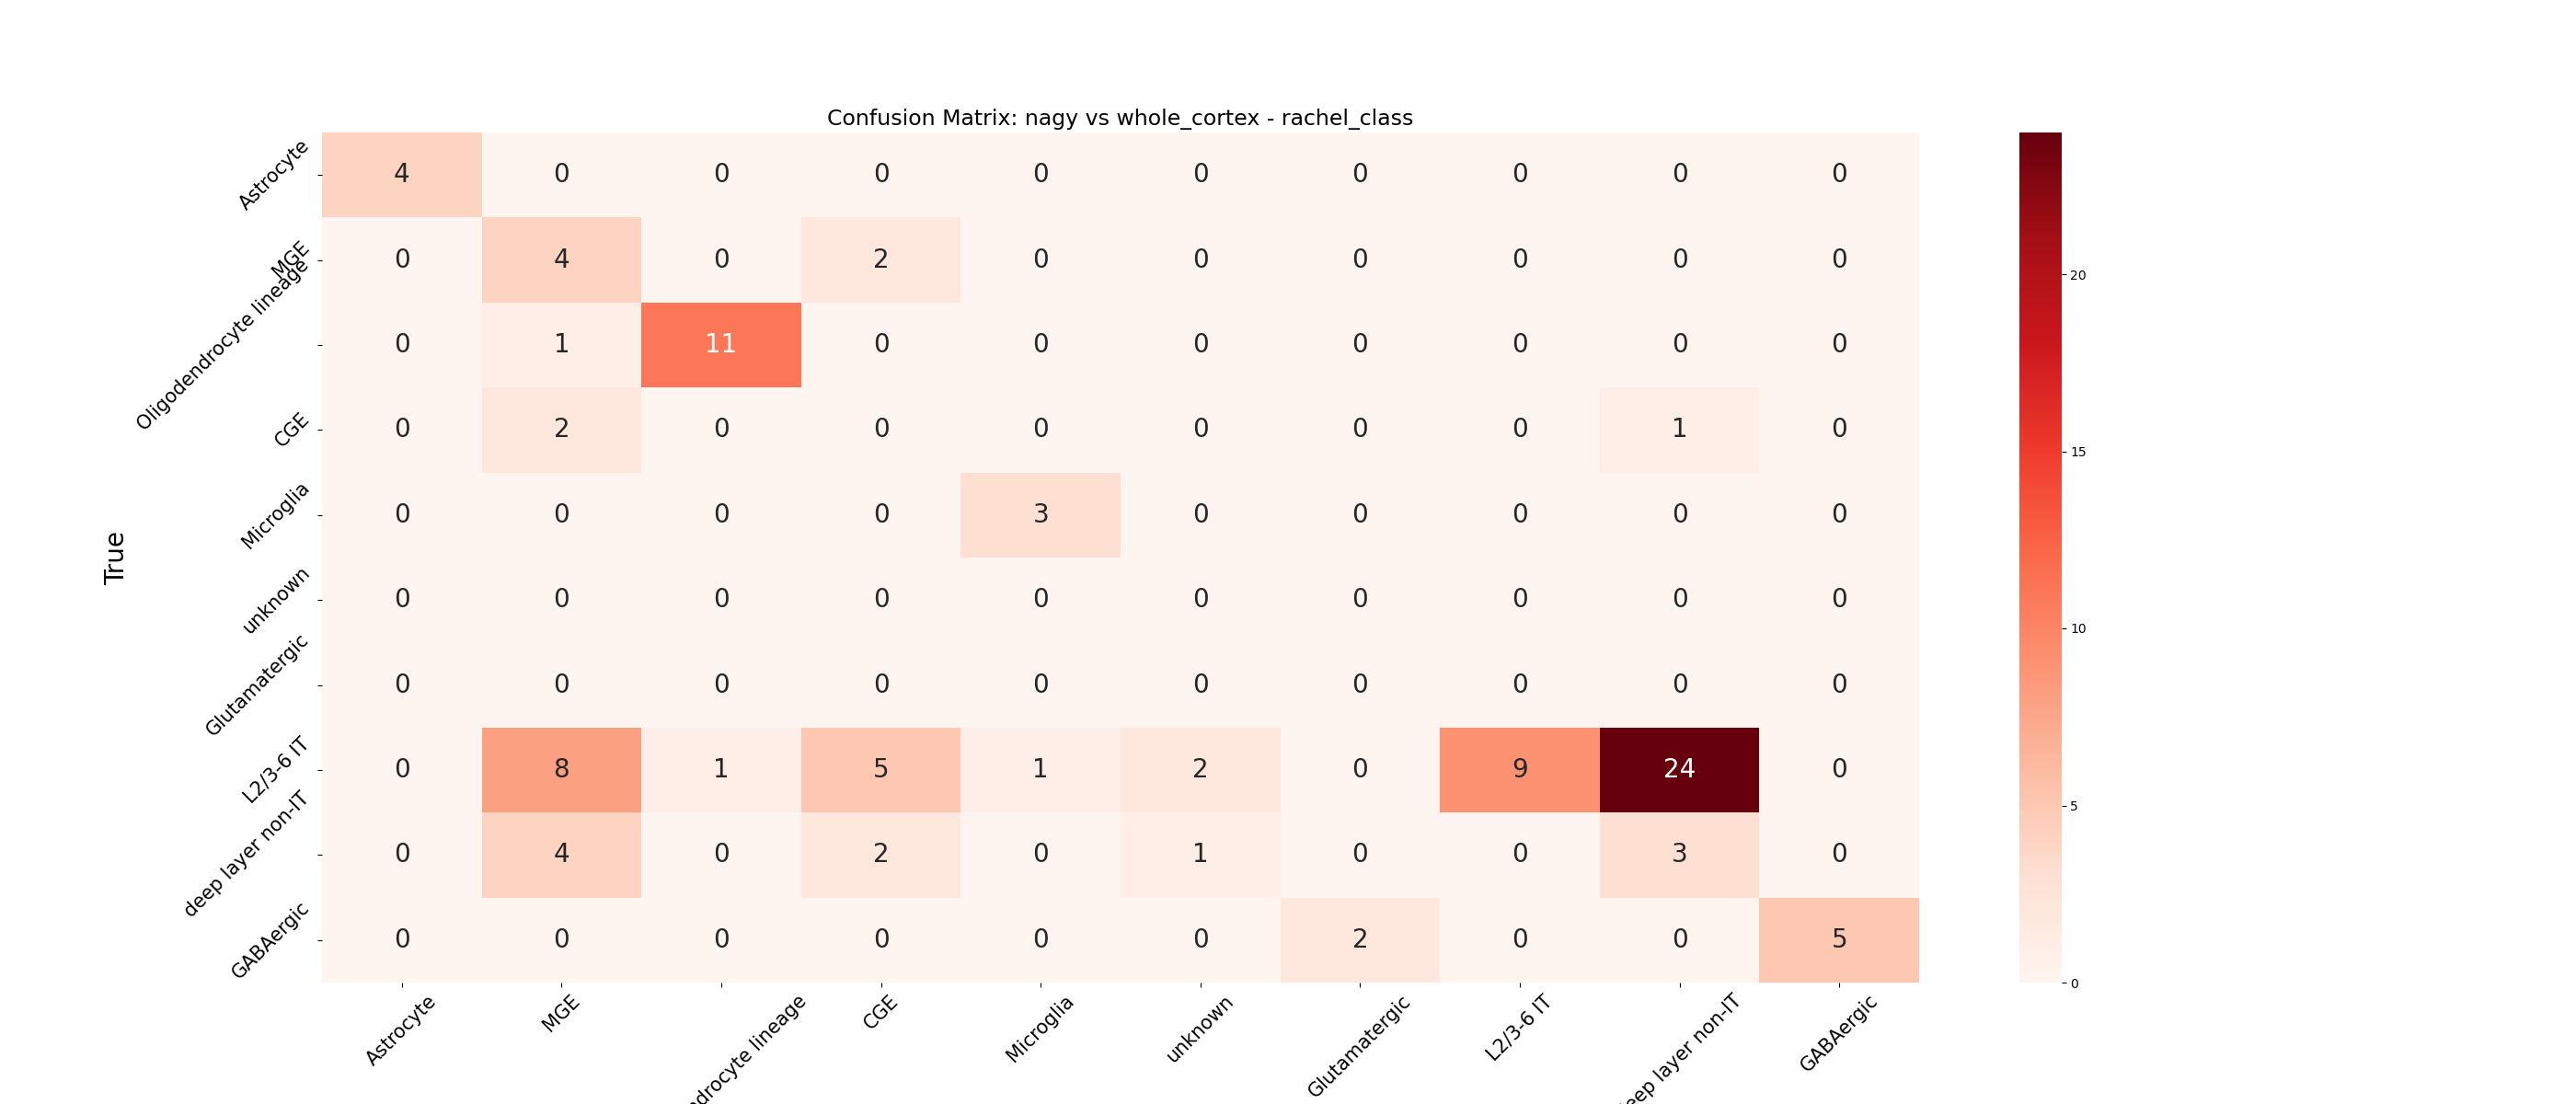 Confusion Matrix: nagy vs whole_cortex - rachel_class
True
Astrocyte 4 0 0 0 0 0 0 0 0 0
MGE 0 4 0 2 0 0 0 0 0 0
Oligodendrocyte lineage 0 1 11 0 0 0 0 0 0 0
CGE 0 2 0 0 0 0 0 0 1 0
Microglia 0 0 0 0 3 0 0 0 0 0
unknown 0 0 0 0 0 0 0 0 0 0
Glutamatergic 0 0 0 0 0 0 0 0 0 0
L2/3-6 IT 0 8 1 5 1 2 0 9 24 0
deep layer non-IT 0 4 0 2 0 1 0 0 3 0
GABAergic 0 0 0 0 0 0 2 0 0 5
Astrocyte
MGE
ndrocyte lineage
CGE
Microglia
unknown
Glutamatergic
L2/3-6 IT
eep layer non-IT
GABAergic
20
15
10
5
0